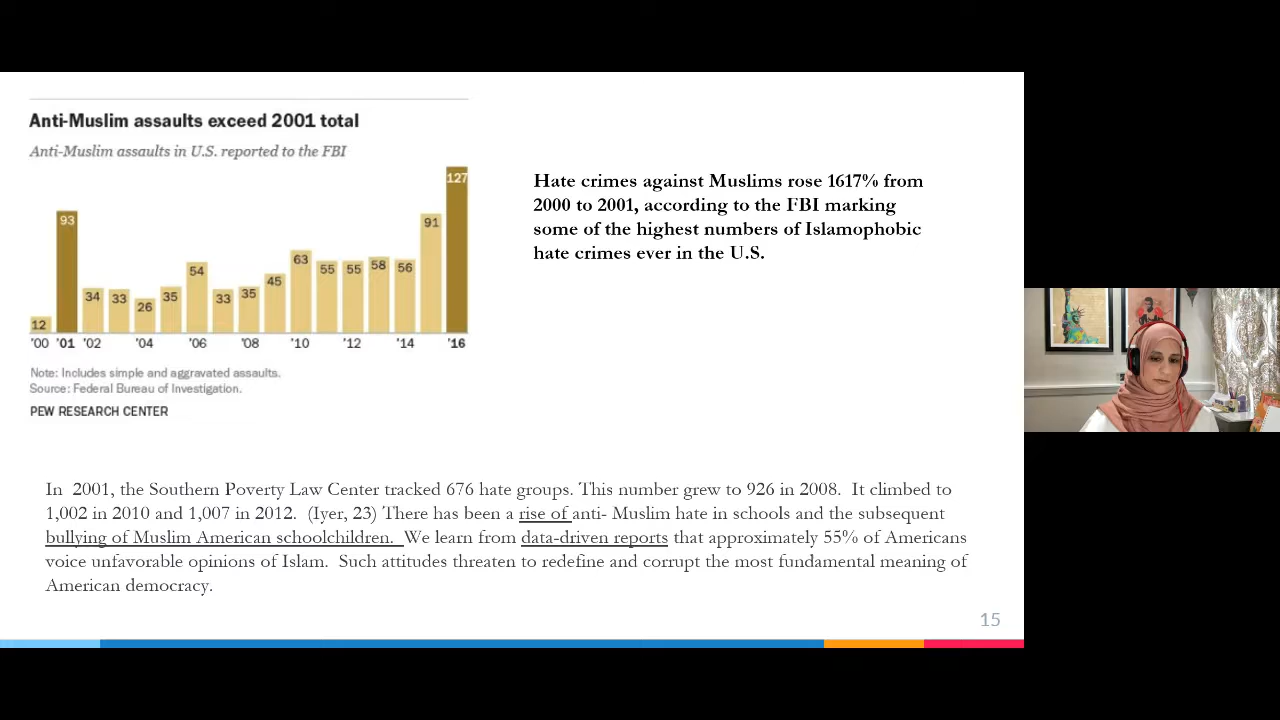 Anti-Muslim assaults exceed 2001 total
Anti-Muslim assaults in U.S. reported to the FBI
12 93 34 33 26 35 54 33 35 45 63 55 55 58 56 91 127
'00 '01 '02 '04 '06 '08 '10 '12 '14 '16
Note: Includes simple and aggravated assaults.
Source: Federal Bureau of Investigation.
PEW RESEARCH CENTER
Hate crimes against Muslims rose 1617% from
2000 to 2001, according to the FBI marking
some of the highest numbers of Islamophobic
hate crimes ever in the U.S.
In 2001, the Southern Poverty Law Center tracked 676 hate groups. This number grew to 926 in 2008. It climbed to
1,002 in 2010 and 1,007 in 2012. (Iyer, 23) There has been a rise of anti- Muslim hate in schools and the subsequent
bullying of Muslim American schoolchildren. We learn from data-driven reports that approximately 55% of Americans
voice unfavorable opinions of Islam. Such attitudes threaten to redefine and corrupt the most fundamental meaning of
American democracy.
15